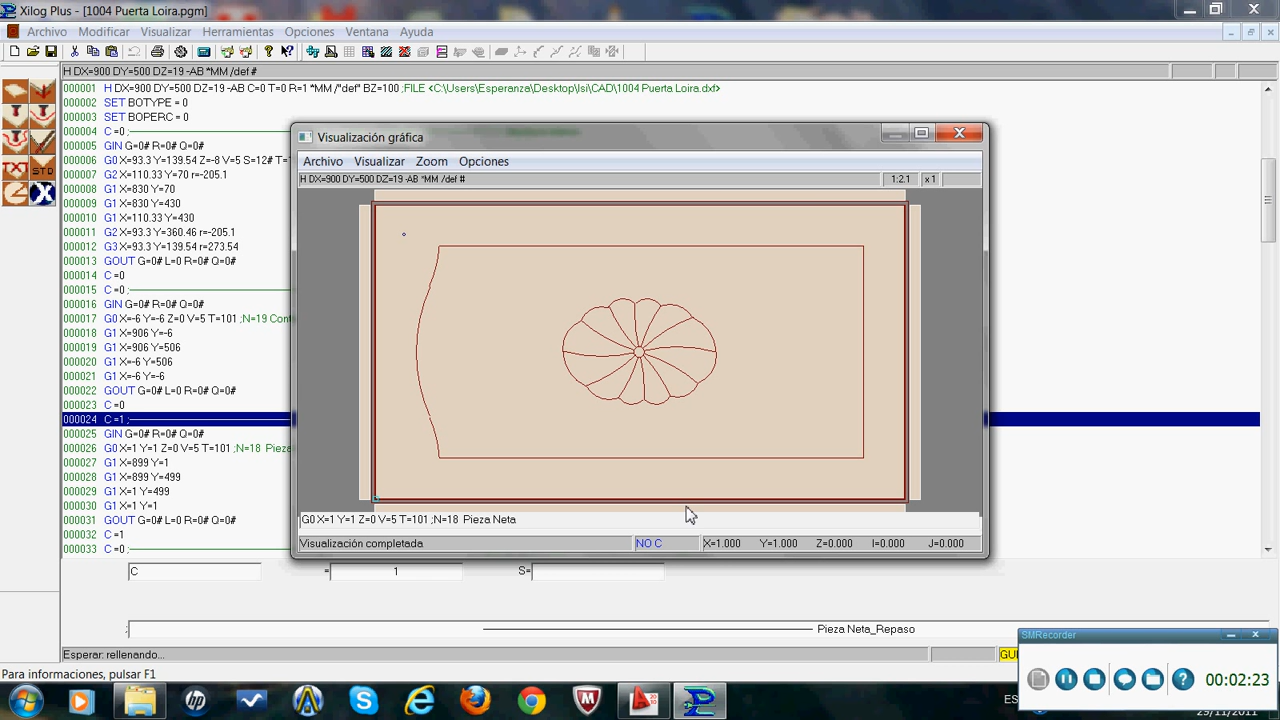 Xilog Plus - [1004 Puerta Loira.pgm]
Archivo Modificar Visualizar Herramientas Opciones Ventana Ayuda
H DX=900 DY=500 DZ=19 -AB *MM /def #
000001 H DX=900 DY=500 DZ=19 -AB C=0 T=0 R=1 *MM /"def" BZ=100 ;FILE <C:\Users\Esperanza\Desktop\Isi\CAD\1004 Puerta Loira.dxf>
000002 SET BOTYPE = 0
000003 SET BOPERC = 0
000004 C =0 ;
000005 GIN G=0# L=0 R=0# Q=0#
000006 G0 X=93.3 Y=139.54 Z=-8 V=5 S=12# T=
000007 G2 X=110.33 Y=70 r=-205.1
000008 G1 X=830 Y=70
000009 G1 X=830 Y=430
000010 G1 X=110.33 Y=430
000011 G2 X=93.3 Y=360.46 r=-205.1
000012 G3 X=93.3 Y=139.54 r=273.54
000013 GOUT G=0# L=0 R=0# Q=0#
000014 C =0
000015 C =0 ;
000016 GIN G=0# L=0 R=0# Q=0#
000017 G0 X=-6 Y=-6 Z=0 V=5 T=101 ;N=19 Cont
000018 G1 X=906 Y=-6
000019 G1 X=906 Y=506
000020 G1 X=-6 Y=506
000021 G1 X=-6 Y=-6
000022 GOUT G=0# L=0 R=0# Q=0#
000023 C =0
000024 C =1 ;
000025 GIN G=0# L=0 R=0# Q=0#
000026 G0 X=1 Y=1 Z=0 V=5 T=101 ;N=18 Pieza
000027 G1 X=899 Y=1
000028 G1 X=899 Y=499
000029 G1 X=1 Y=499
000030 G1 X=1 Y=1
000031 GOUT G=0# L=0 R=0# Q=0#
000032 C =1
000033 C =0 ;
Visualización gráfica
Archivo Visualizar Zoom Opciones
H DX=900 DY=500 DZ=19 -AB *MM /def # 1:2.1 x 1
G0 X=1 Y=1 Z=0 V=5 T=101 ;N=18 Pieza Neta
Visualización completada NO C X=1.000 Y=1.000 Z=0.000 I=0.000 J=0.000
TXT STD
C = 1 S=
; Pieza Neta_Repaso
Esperar: rellenando... GUI
Para informaciones, pulsar F1
SMRecorder
00:02:23
ES
29/11/2011